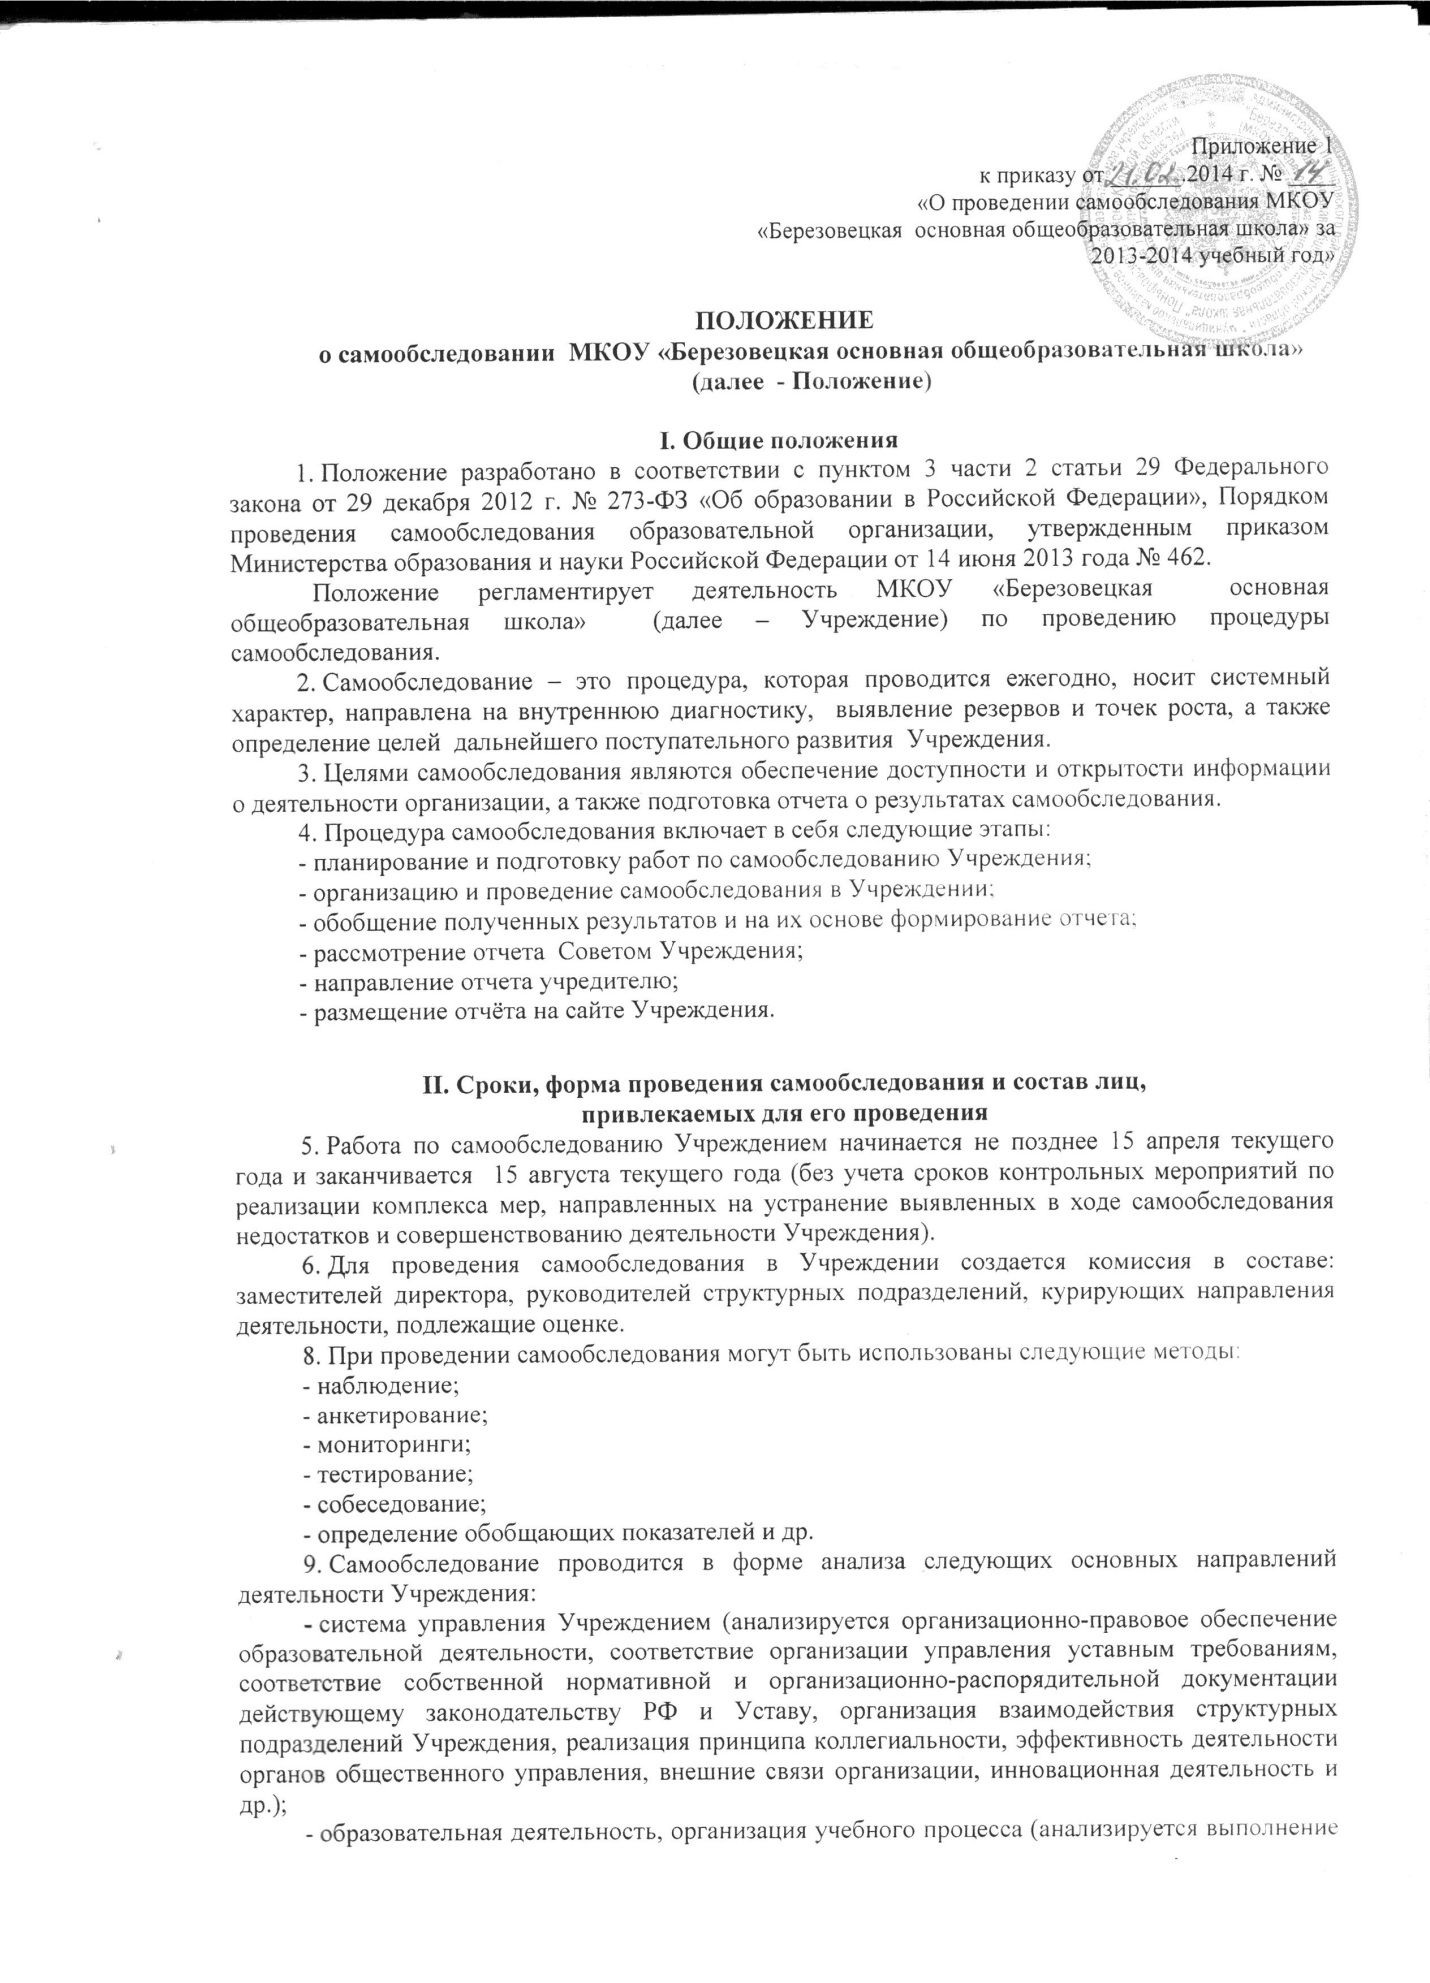 Приложение 1
к приказу от 21.02.2014 г. № 14
«О проведении самообследования МКОУ
«Березовецкая основная общеобразовательная школа» за
2013-2014 учебный год»
ПОЛОЖЕНИЕ
о самообследовании МКОУ «Березовецкая основная общеобразовательная школа»
(далее - Положение)
I. Общие положения
1. Положение разработано в соответствии с пунктом 3 части 2 статьи 29 Федерального
закона от 29 декабря 2012 г. № 273-ФЗ «Об образовании в Российской Федерации», Порядком
проведения самообследования образовательной организации, утвержденным приказом
Министерства образования и науки Российской Федерации от 14 июня 2013 года № 462.
Положение регламентирует деятельность МКОУ «Березовецкая основная
общеобразовательная школа» (далее – Учреждение) по проведению процедуры
самообследования.
2. Самообследование – это процедура, которая проводится ежегодно, носит системный
характер, направлена на внутреннюю диагностику, выявление резервов и точек роста, а также
определение целей дальнейшего поступательного развития Учреждения.
3. Целями самообследования являются обеспечение доступности и открытости информации
о деятельности организации, а также подготовка отчета о результатах самообследования.
4. Процедура самообследования включает в себя следующие этапы:
- планирование и подготовку работ по самообследованию Учреждения;
- организацию и проведение самообследования в Учреждении;
- обобщение полученных результатов и на их основе формирование отчета;
- рассмотрение отчета Советом Учреждения;
- направление отчета учредителю;
- размещение отчёта на сайте Учреждения.
II. Сроки, форма проведения самообследования и состав лиц,
привлекаемых для его проведения
5. Работа по самообследованию Учреждением начинается не позднее 15 апреля текущего
года и заканчивается 15 августа текущего года (без учета сроков контрольных мероприятий по
реализации комплекса мер, направленных на устранение выявленных в ходе самообследования
недостатков и совершенствованию деятельности Учреждения).
6. Для проведения самообследования в Учреждении создается комиссия в составе:
заместителей директора, руководителей структурных подразделений, курирующих направления
деятельности, подлежащие оценке.
8. При проведении самообследования могут быть использованы следующие методы:
- наблюдение;
- анкетирование;
- мониторинги;
- тестирование;
- собеседование;
- определение обобщающих показателей и др.
9. Самообследование проводится в форме анализа следующих основных направлений
деятельности Учреждения:
- система управления Учреждением (анализируется организационно-правовое обеспечение
образовательной деятельности, соответствие организации управления уставным требованиям,
соответствие собственной нормативной и организационно-распорядительной документации
действующему законодательству РФ и Уставу, организация взаимодействия структурных
подразделений Учреждения, реализация принципа коллегиальности, эффективность деятельности
органов общественного управления, внешние связи организации, инновационная деятельность и
др.);
- образовательная деятельность, организация учебного процесса (анализируется выполнение